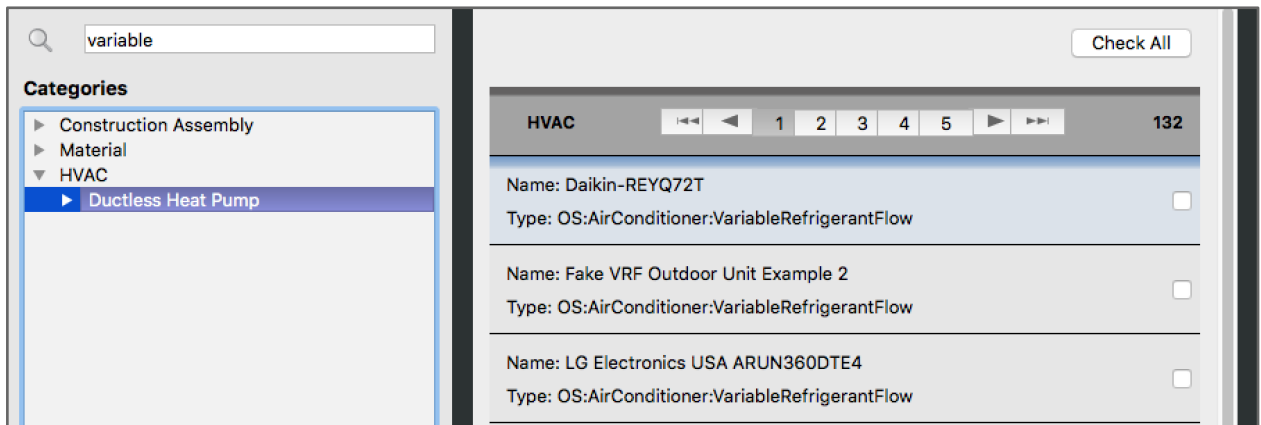 variable
Check All
Categories
Construction Assembly
Material
HVAC
Ductless Heat Pump
HVAC 1 2 3 4 5 132
Name: Daikin-REYQ72T
Type: OS:AirConditioner:VariableRefrigerantFlow
Name: Fake VRF Outdoor Unit Example 2
Type: OS:AirConditioner:VariableRefrigerantFlow
Name: LG Electronics USA ARUN360DTE4
Type: OS:AirConditioner:VariableRefrigerantFlow